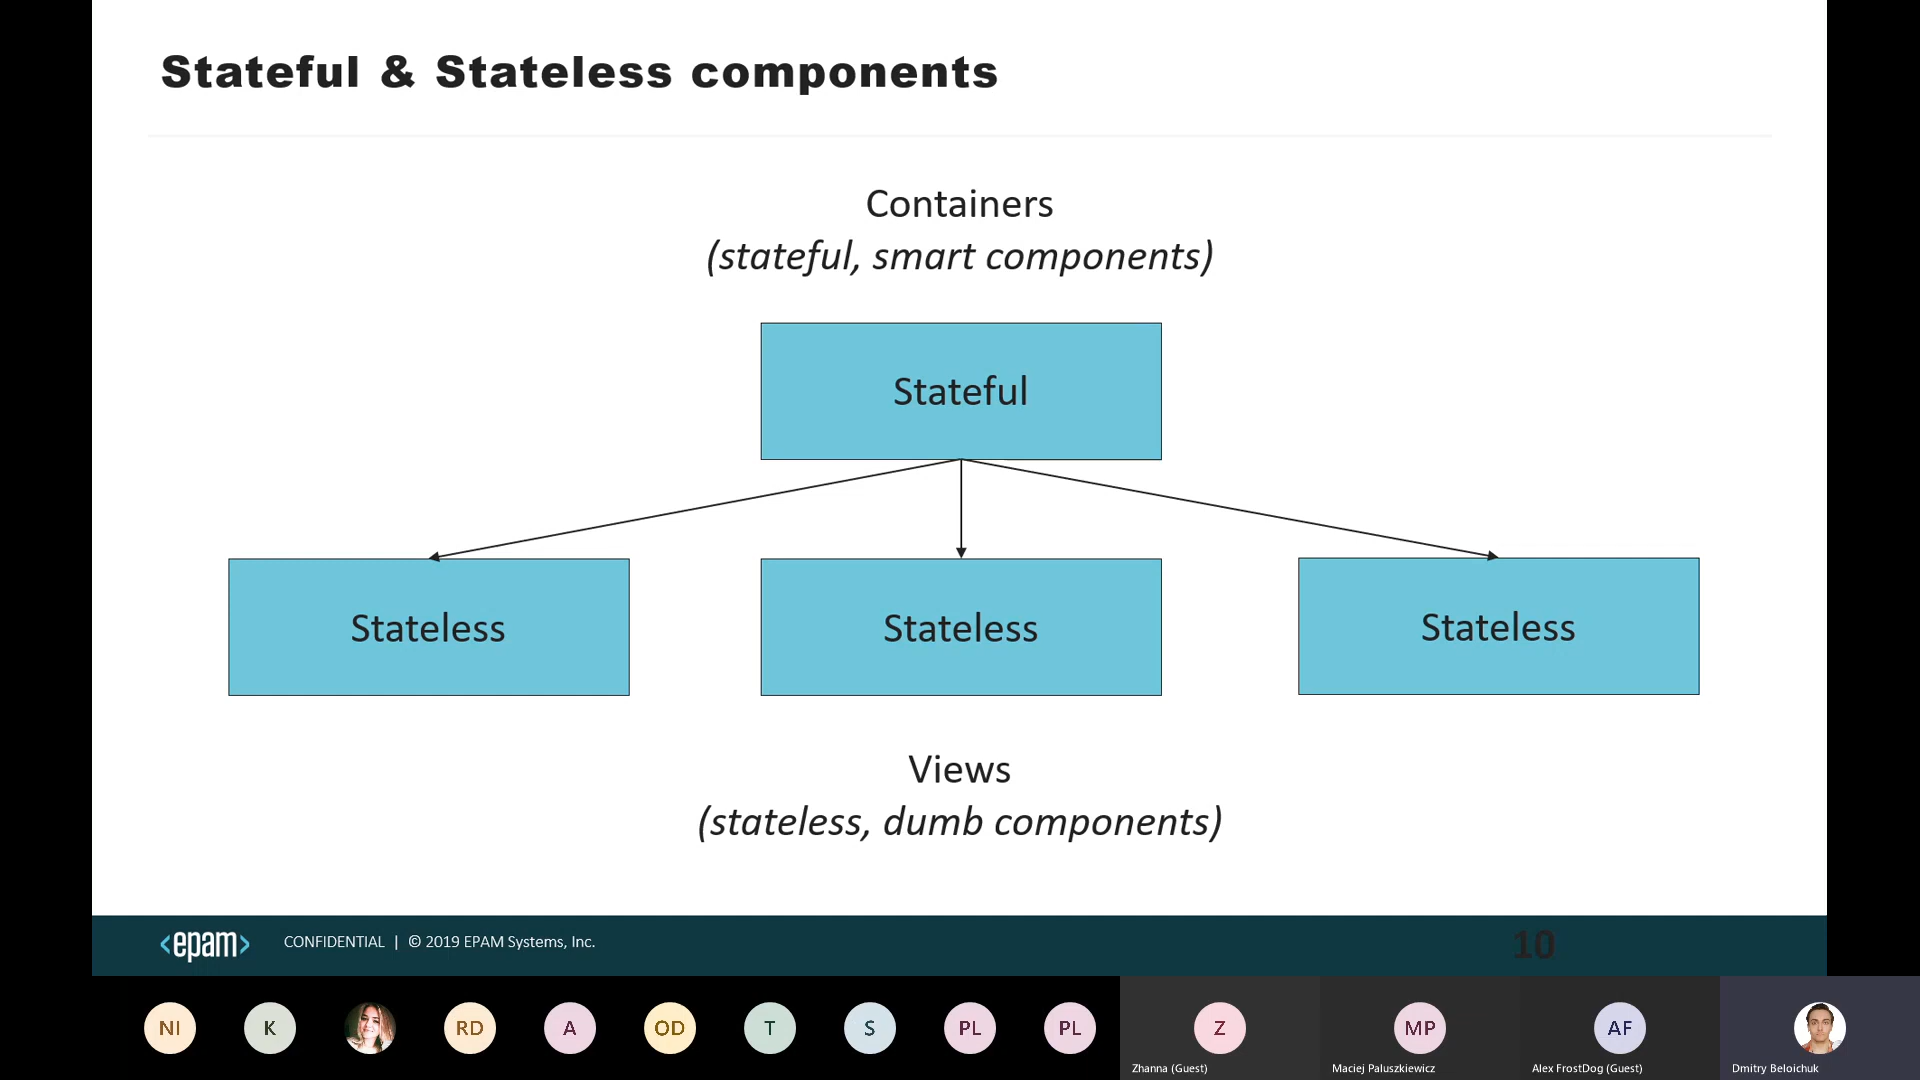 Stateful & Stateless components
Containers
(stateful, smart components)
Stateful
Stateless
Stateless
Stateless
Views
(stateless, dumb components)
<epam>
CONFIDENTIAL | © 2019 EPAM Systems, Inc.
10
NI
K
RD
A
OD
T
S
PL
PL
Z
MP
AF
Zhanna (Guest)
Maciej Paluszkiewicz
Alex FrostDog (Guest)
Dmitry Beloichuk